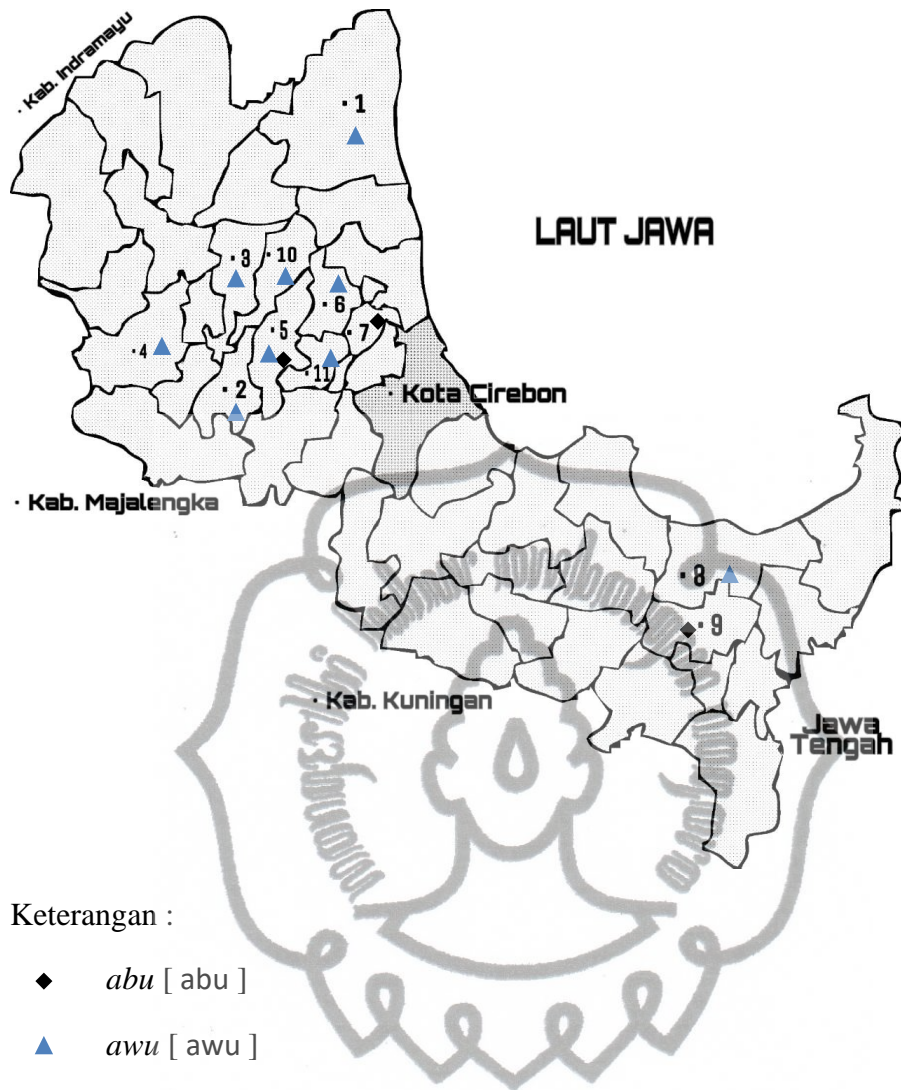 · Kab. Indramayu
· 1
LAUT JAWA
· 3
· 10
· 6
· 5
· 7
· 4
· 11
· 2
· Kota Cirebon
· Kab. Majalengka
· 8
· 9
· Kab. Kuningan
Jawa
Tengah
Keterangan :
◆ abu [ abu ]
▲ awu [ awu ]